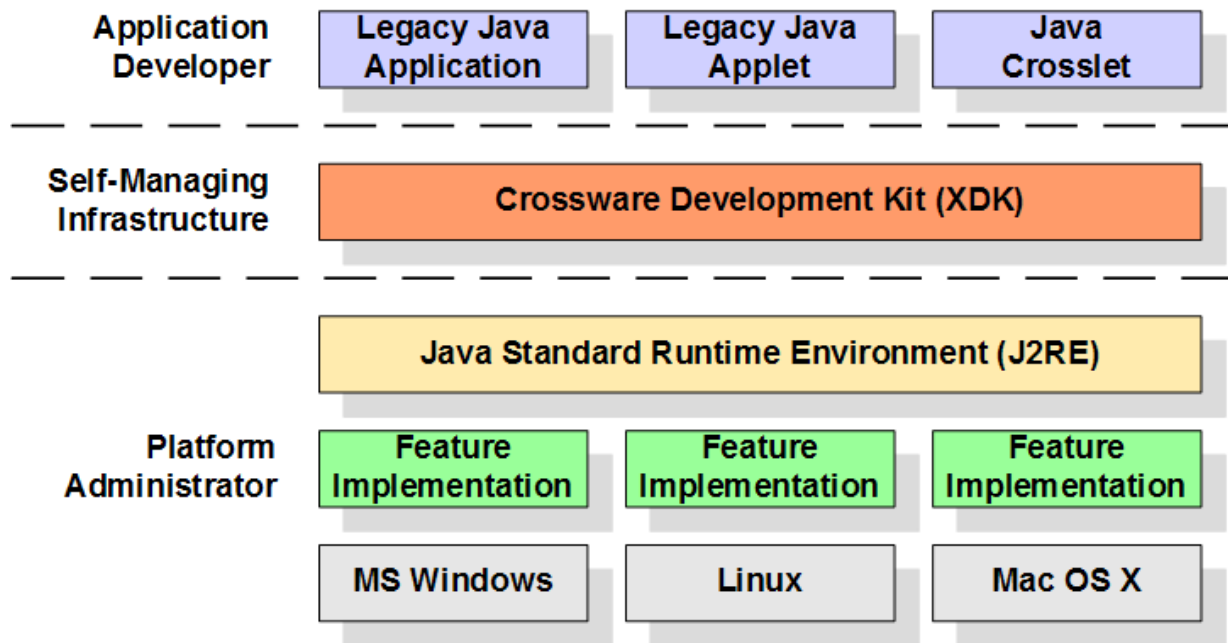 Application
Developer
Legacy Java
Application
Legacy Java
Applet
Java
Crosslet
Self-Managing
Infrastructure
Crossware Development Kit (XDK)
Java Standard Runtime Environment (J2RE)
Platform
Administrator
Feature
Implementation
Feature
Implementation
Feature
Implementation
MS Windows
Linux
Mac OS X